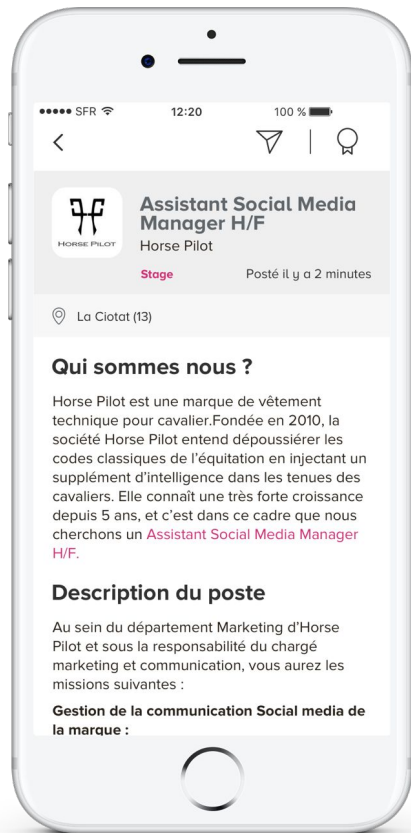 SFR 12:20 100 %
Assistant Social Media
Manager H/F
HORSE PILOT
Horse Pilot
Stage Posté il y a 2 minutes
La Ciotat (13)
Qui sommes nous ?
Horse Pilot est une marque de vêtement
technique pour cavalier.Fondée en 2010, la
société Horse Pilot entend dépoussiérer les
codes classiques de l'équitation en injectant un
supplément d'intelligence dans les tenues des
cavaliers. Elle connaît une très forte croissance
depuis 5 ans, et c'est dans ce cadre que nous
cherchons un Assistant Social Media Manager
H/F.
Description du poste
Au sein du département Marketing d'Horse
Pilot et sous la responsabilité du chargé
marketing et communication, vous aurez les
missions suivantes :
Gestion de la communication Social media de
la marque :